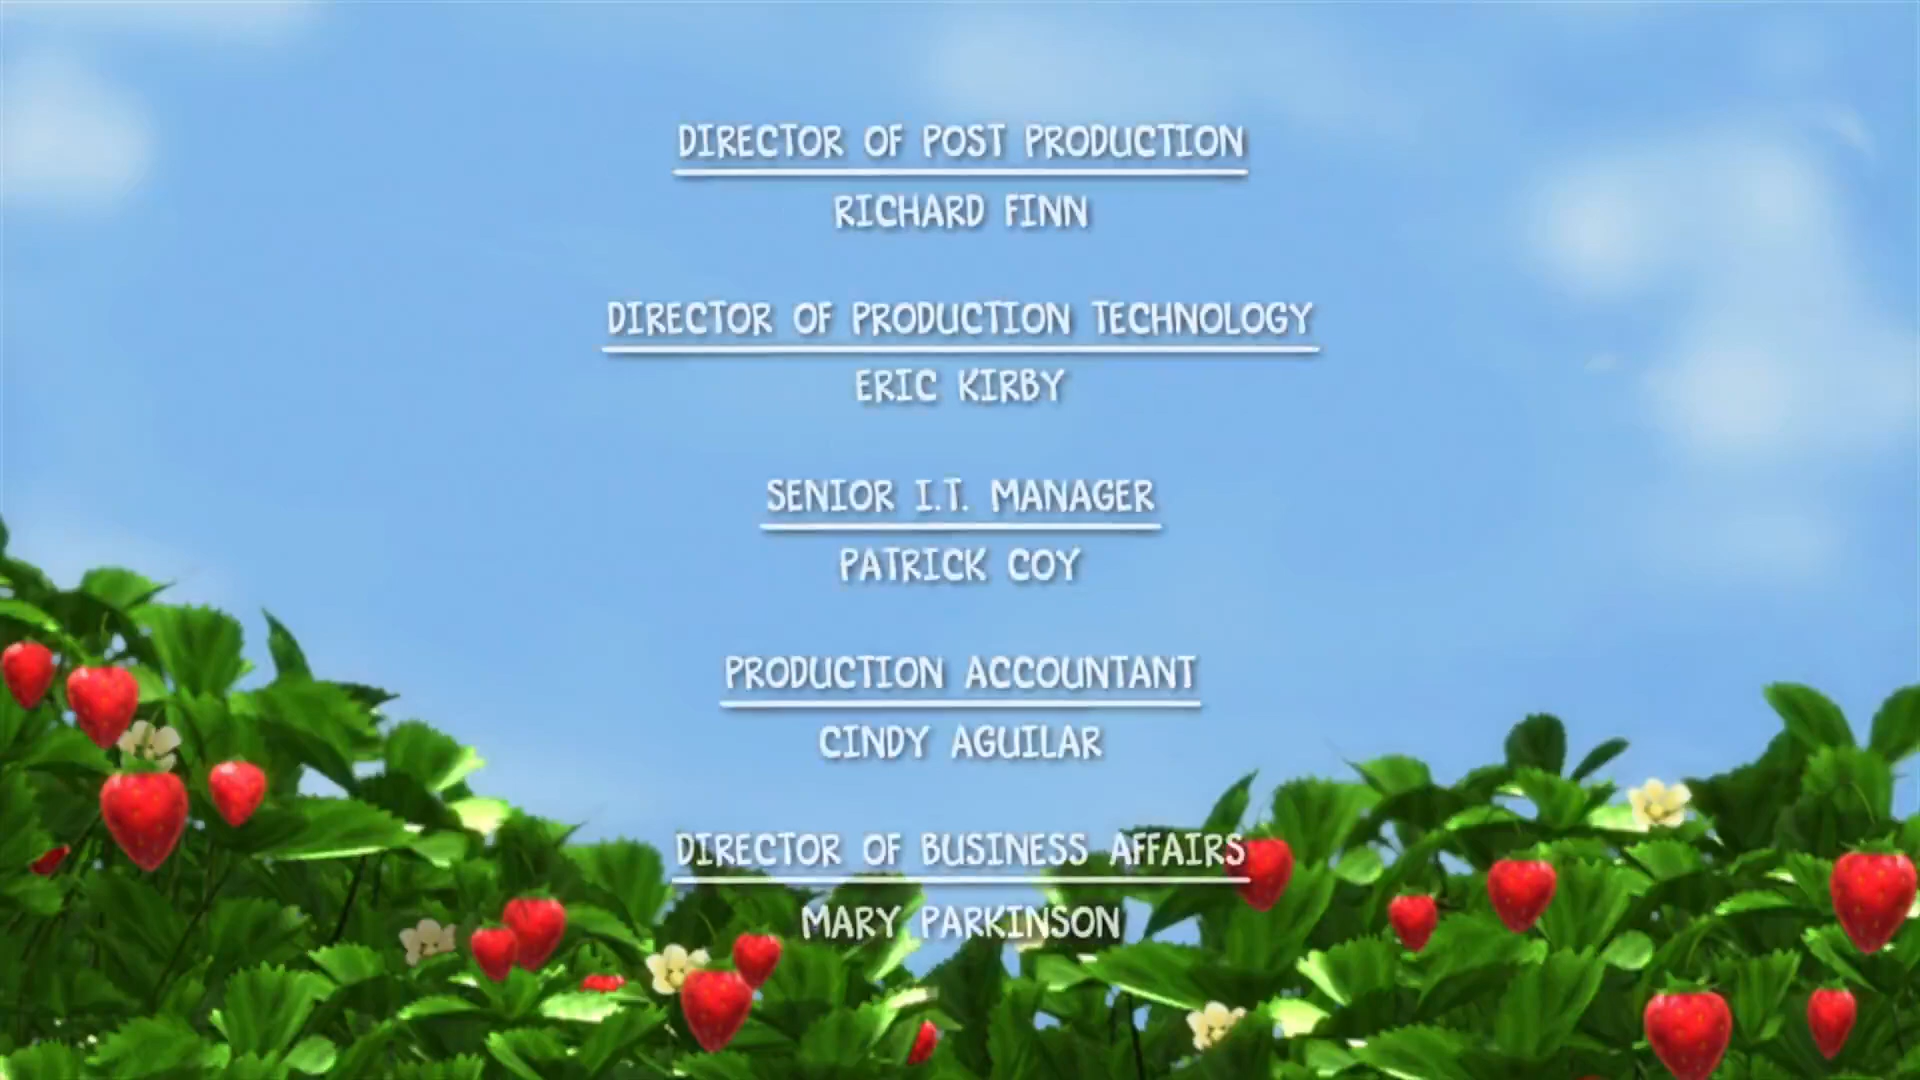 DIRECTOR OF POST PRODUCTION
RICHARD FINN
DIRECTOR OF PRODUCTION TECHNOLOGY
ERIC KIRBY
SENIOR I.T. MANAGER
PATRICK COY
PRODUCTION ACCOUNTANT
CINDY AGUILAR
DIRECTOR OF BUSINESS AFFAIRS
MARY PARKINSON